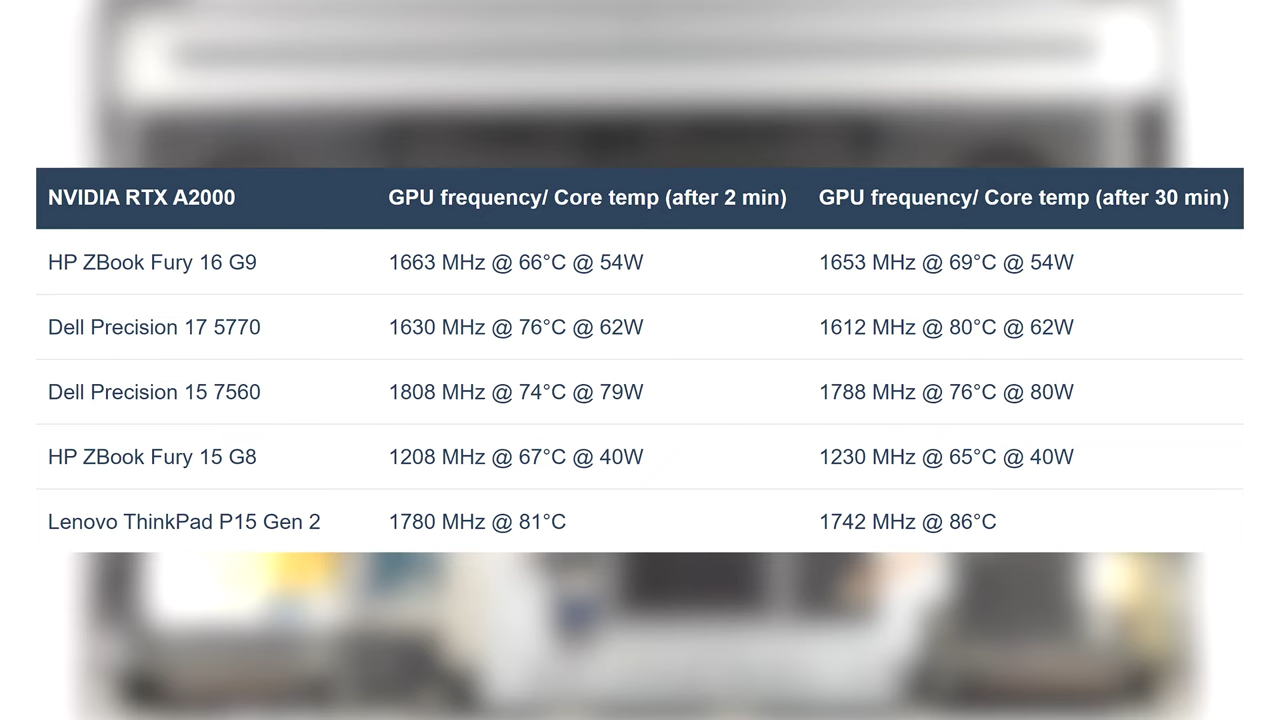 NVIDIA RTX A2000 GPU frequency/ Core temp (after 2 min) GPU frequency/ Core temp (after 30 min)
HP ZBook Fury 16 G9 1663 MHz @ 66°C @ 54W 1653 MHz @ 69°C @ 54W
Dell Precision 17 5770 1630 MHz @ 76°C @ 62W 1612 MHz @ 80°C @ 62W
Dell Precision 15 7560 1808 MHz @ 74°C @ 79W 1788 MHz @ 76°C @ 80W
HP ZBook Fury 15 G8 1208 MHz @ 67°C @ 40W 1230 MHz @ 65°C @ 40W
Lenovo ThinkPad P15 Gen 2 1780 MHz @ 81°C 1742 MHz @ 86°C